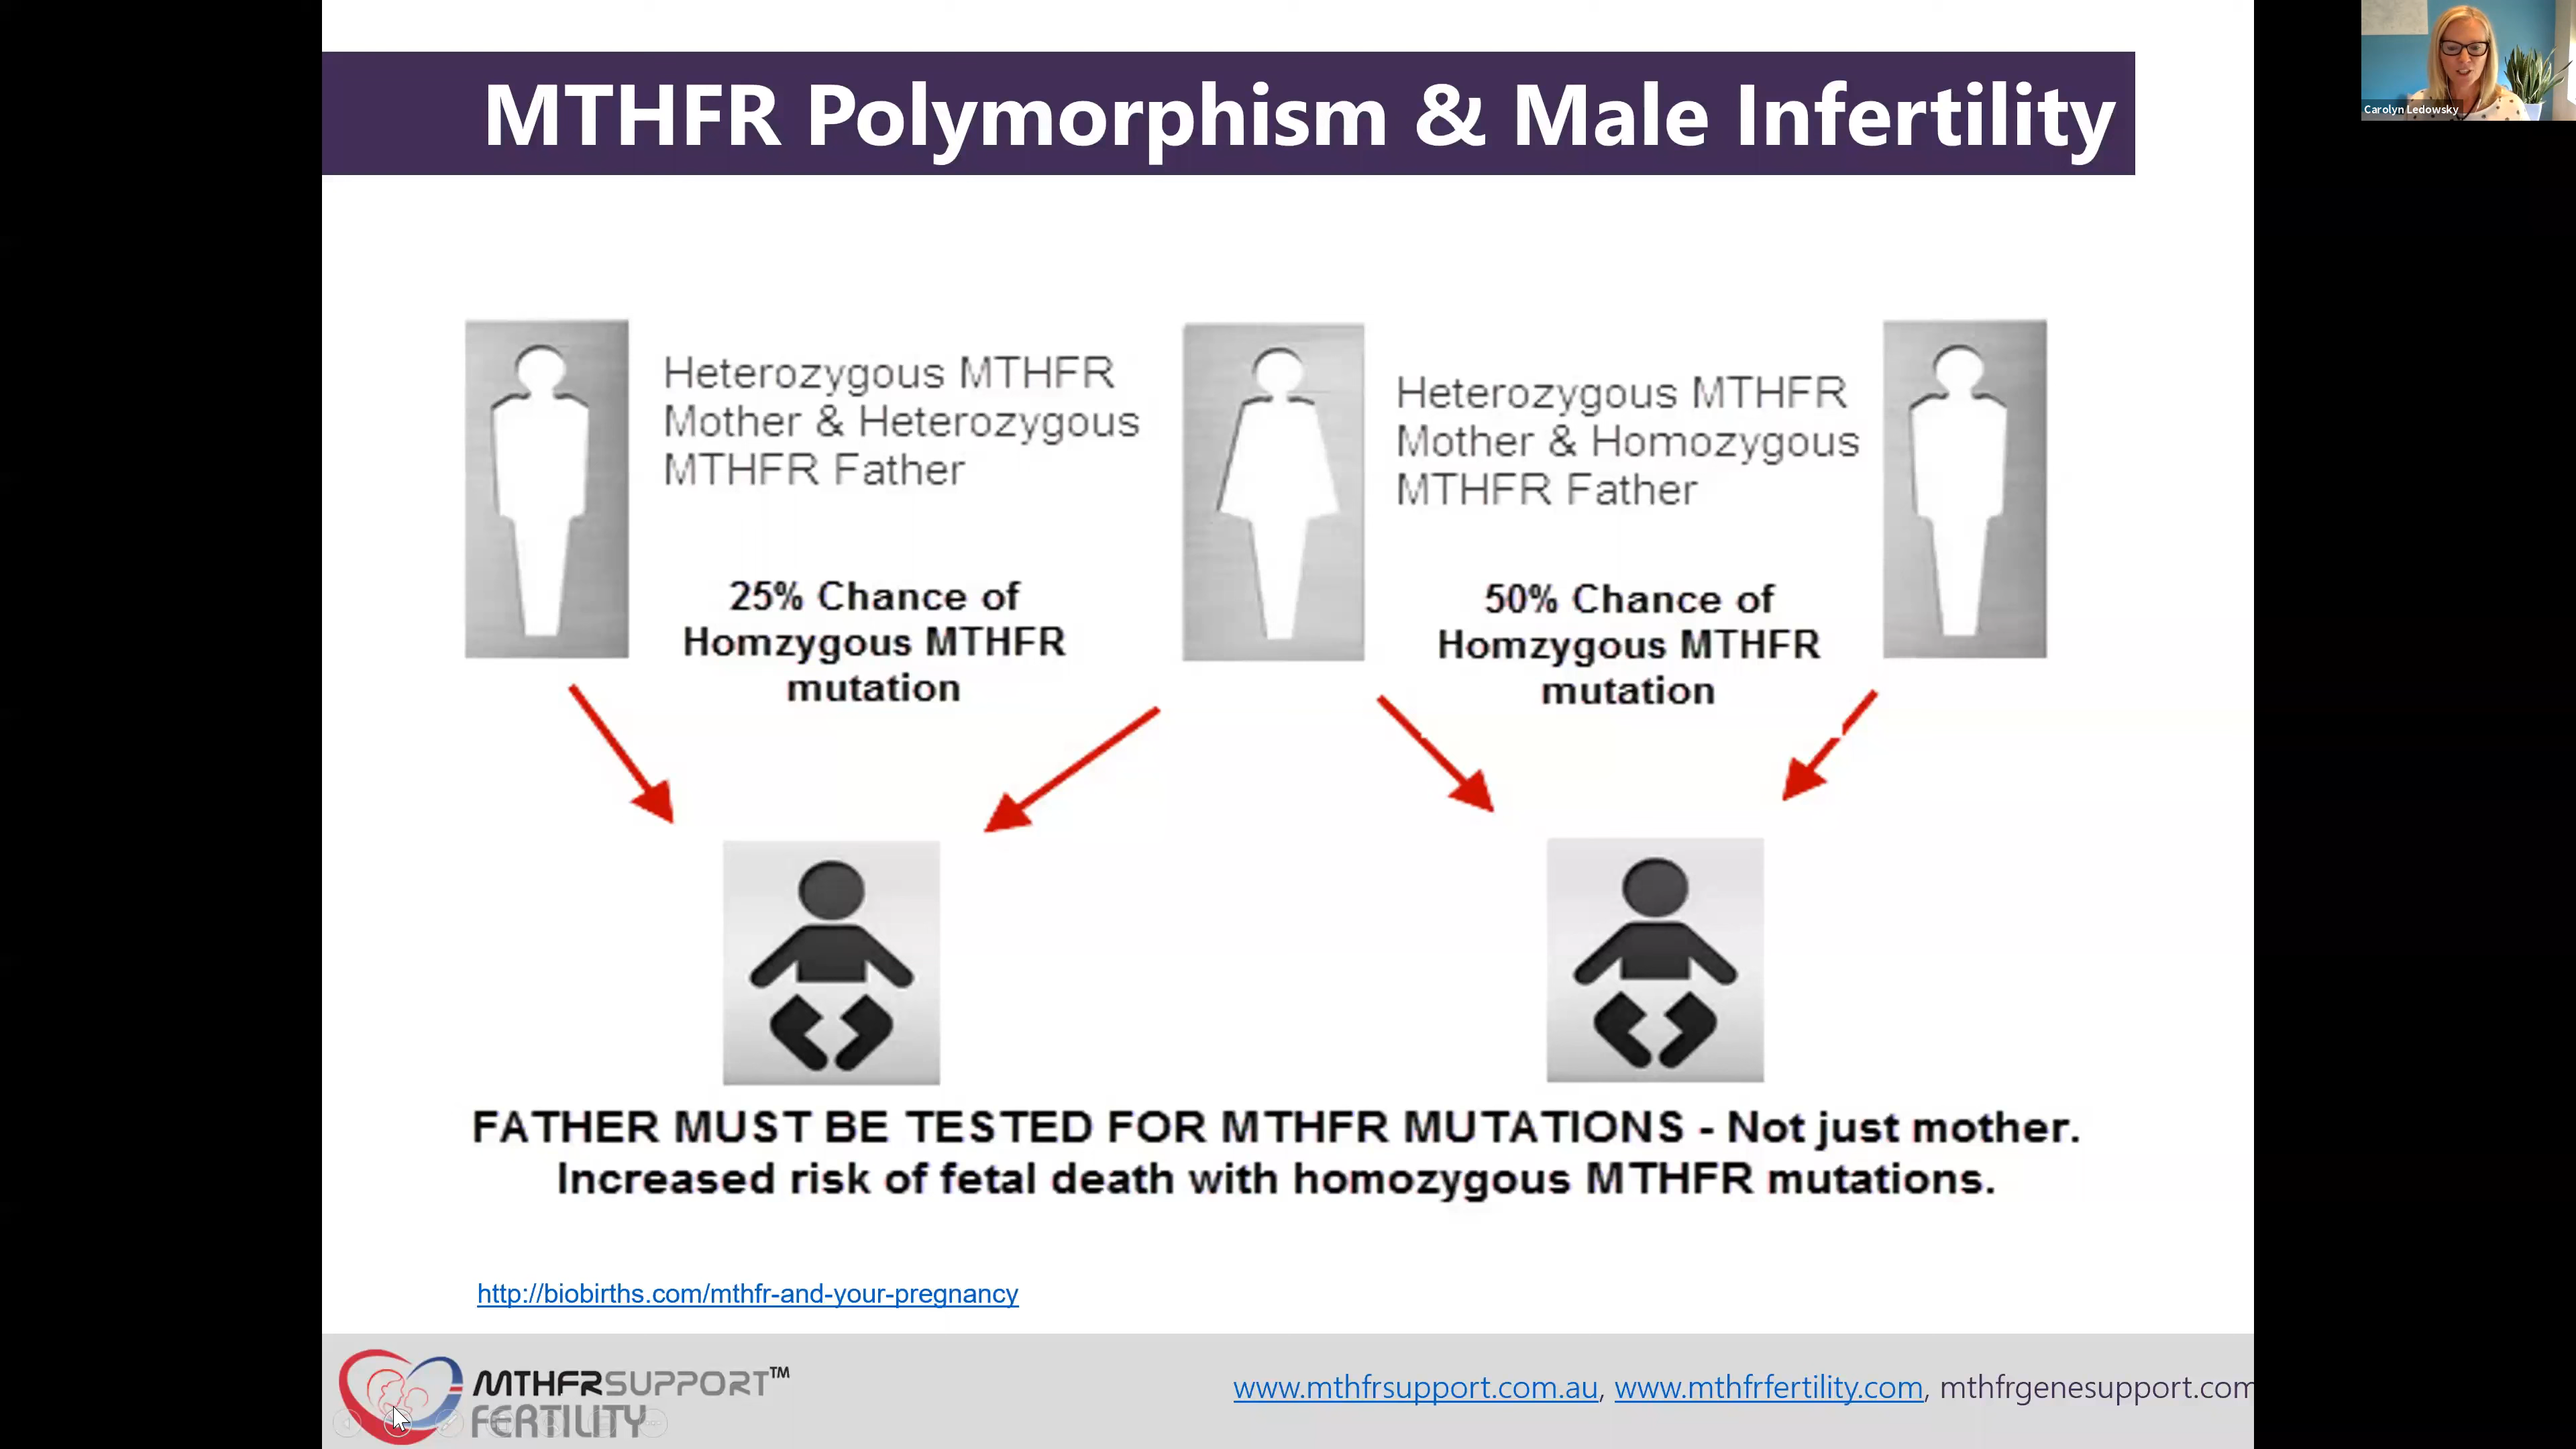 MTHFR Polymorphism & Male Infertility
Carolyn Ledowsky
Heterozygous MTHFR
Mother & Heterozygous
MTHFR Father
25% Chance of
Homzygous MTHFR
mutation
Heterozygous MTHFR
Mother & Homozygous
MTHFR Father
50% Chance of
Homzygous MTHFR
mutation
FATHER MUST BE TESTED FOR MTHFR MUTATIONS - Not just mother.
Increased risk of fetal death with homozygous MTHFR mutations.
http://biobirths.com/mthfr-and-your-pregnancy
MTHFRSUPPORT™
FERTILITY
www.mthfrsupport.com.au, www.mthfrfertility.com, mthfrgenesupport.com